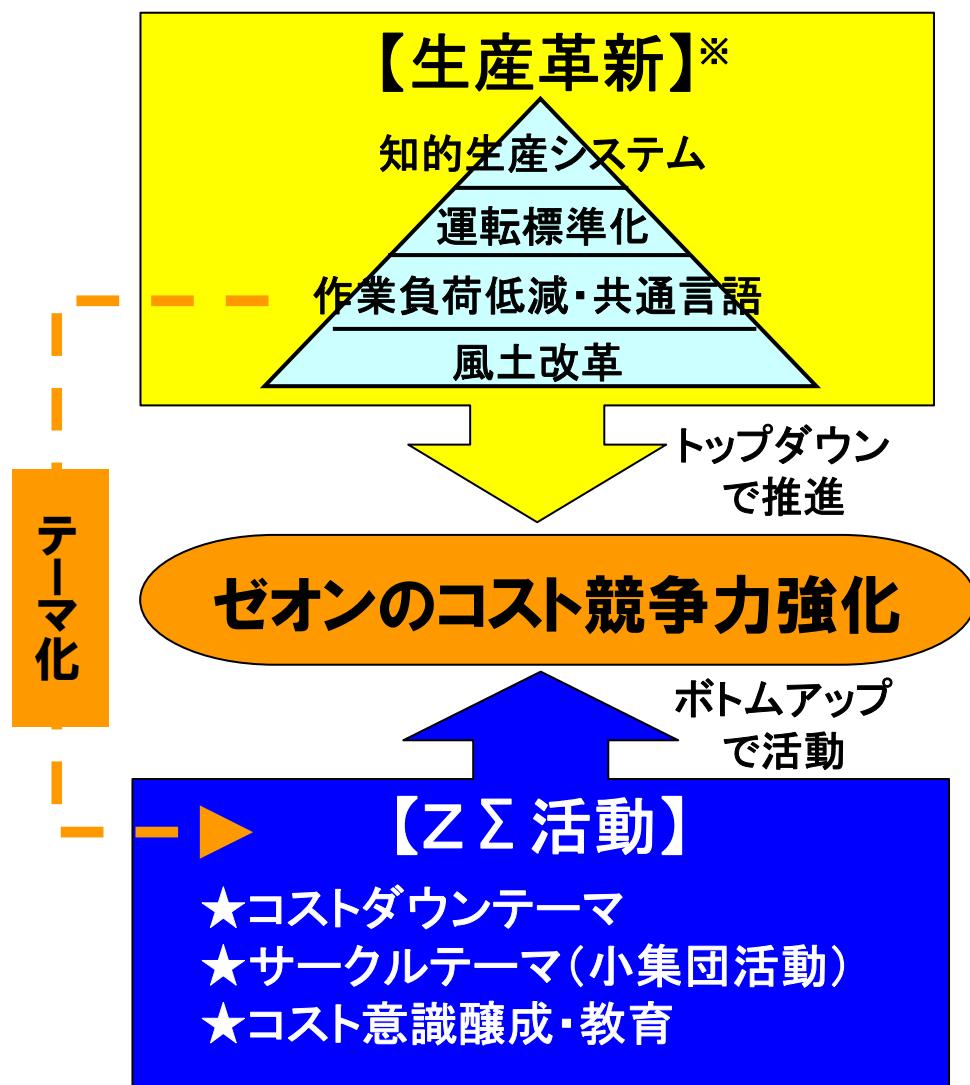 【生産革新】※
知的生産システム
運転標準化
作業負荷低減・共通言語
風土改革
トップダウン
で推進
テーマ化
ゼオンのコスト競争力強化
ボトムアップ
で活動
【ZΣ活動】
★コストダウンテーマ
★サークルテーマ(小集団活動)
★コスト意識醸成・教育